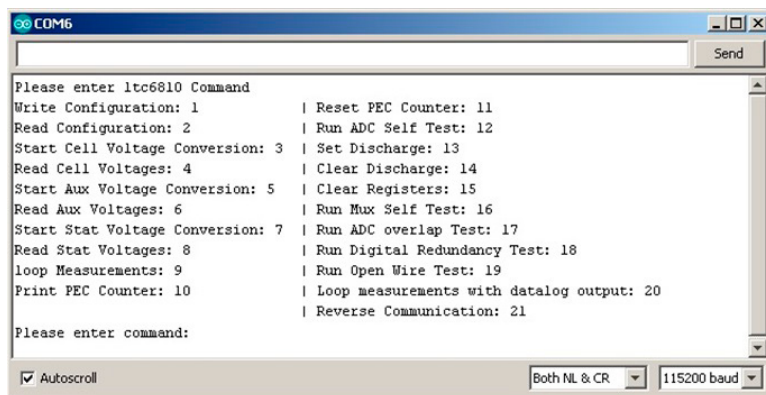 COM6
Send
Please enter ltc6810 Command
Write Configuration: 1 | Reset PEC Counter: 11
Read Configuration: 2 | Run ADC Self Test: 12
Start Cell Voltage Conversion: 3 | Set Discharge: 13
Read Cell Voltages: 4 | Clear Discharge: 14
Start Aux Voltage Conversion: 5 | Clear Registers: 15
Read Aux Voltages: 6 | Run Mux Self Test: 16
Start Stat Voltage Conversion: 7 | Run ADC overlap Test: 17
Read Stat Voltages: 8 | Run Digital Redundancy Test: 18
loop Measurements: 9 | Run Open Wire Test: 19
Print PEC Counter: 10 | Loop measurements with datalog output: 20
| Reverse Communication: 21
Please enter command:
Autoscroll Both NL & CR 115200 baud